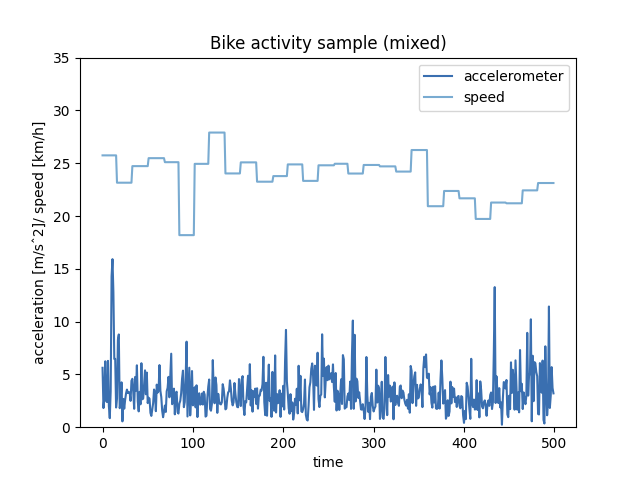 Bike activity sample (mixed)
acceleration [m/s^2]/ speed [km/h]
35
30
25
20
15
10
5
0
accelerometer
speed
0 100 200 300 400 500
time